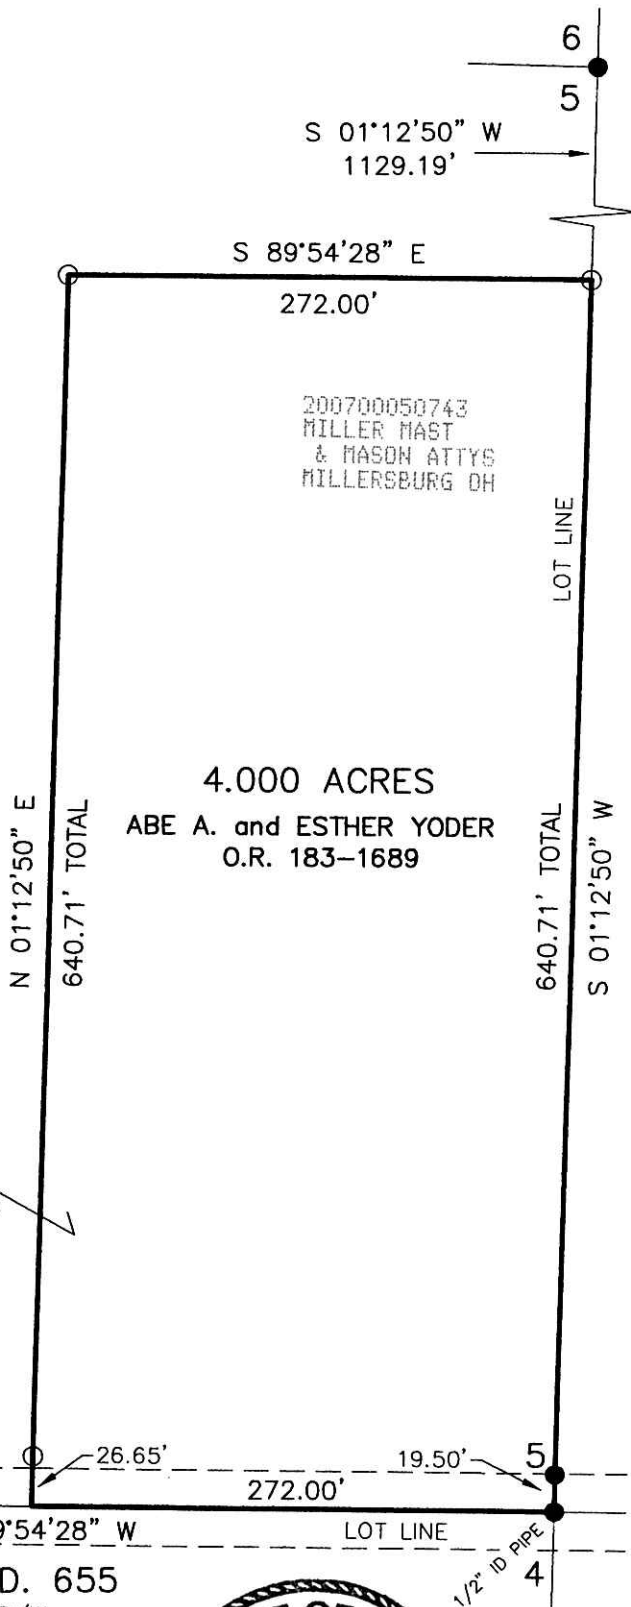 6
5
S 01°12'50" W
1129.19'
S 89°54'28" E
272.00'
200700050743
MILLER MAST
& MASON ATTYS
MILLERSBURG OH
LOT LINE
4.000 ACRES
ABE A. and ESTHER YODER
O.R. 183-1689
N 01°12'50" E
640.71' TOTAL
640.71' TOTAL
S 01°12'50" W
26.65'
19.50'
5
272.00'
9°54'28" W
LOT LINE
1/2" ID PIPE
4
D. 655